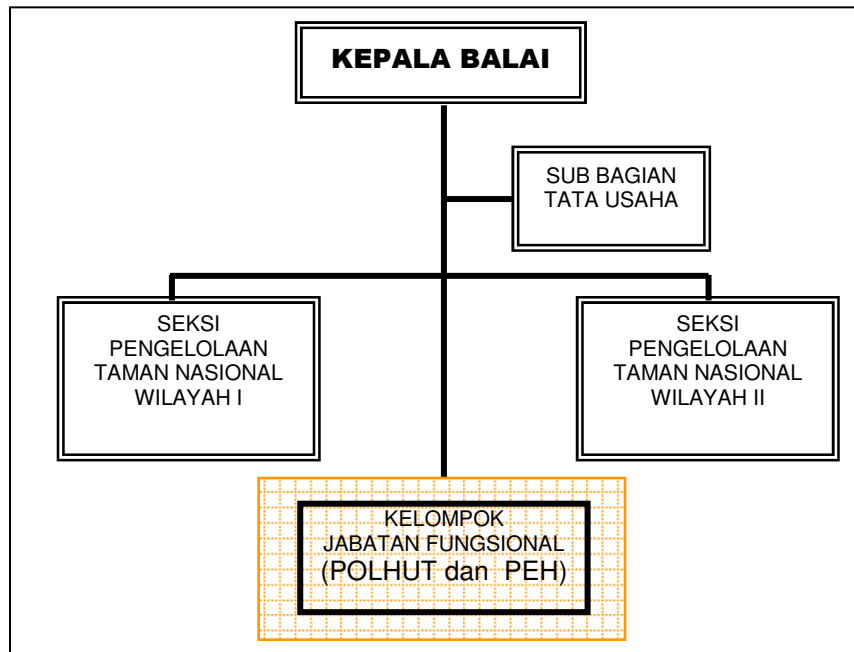 KEPALA BALAI
SUB BAGIAN
TATA USAHA
SEKSI
PENGELOLAAN
TAMAN NASIONAL
WILAYAH I
SEKSI
PENGELOLAAN
TAMAN NASIONAL
WILAYAH II
KELOMPOK
JABATAN FUNGSIONAL
(POLHUT dan PEH)